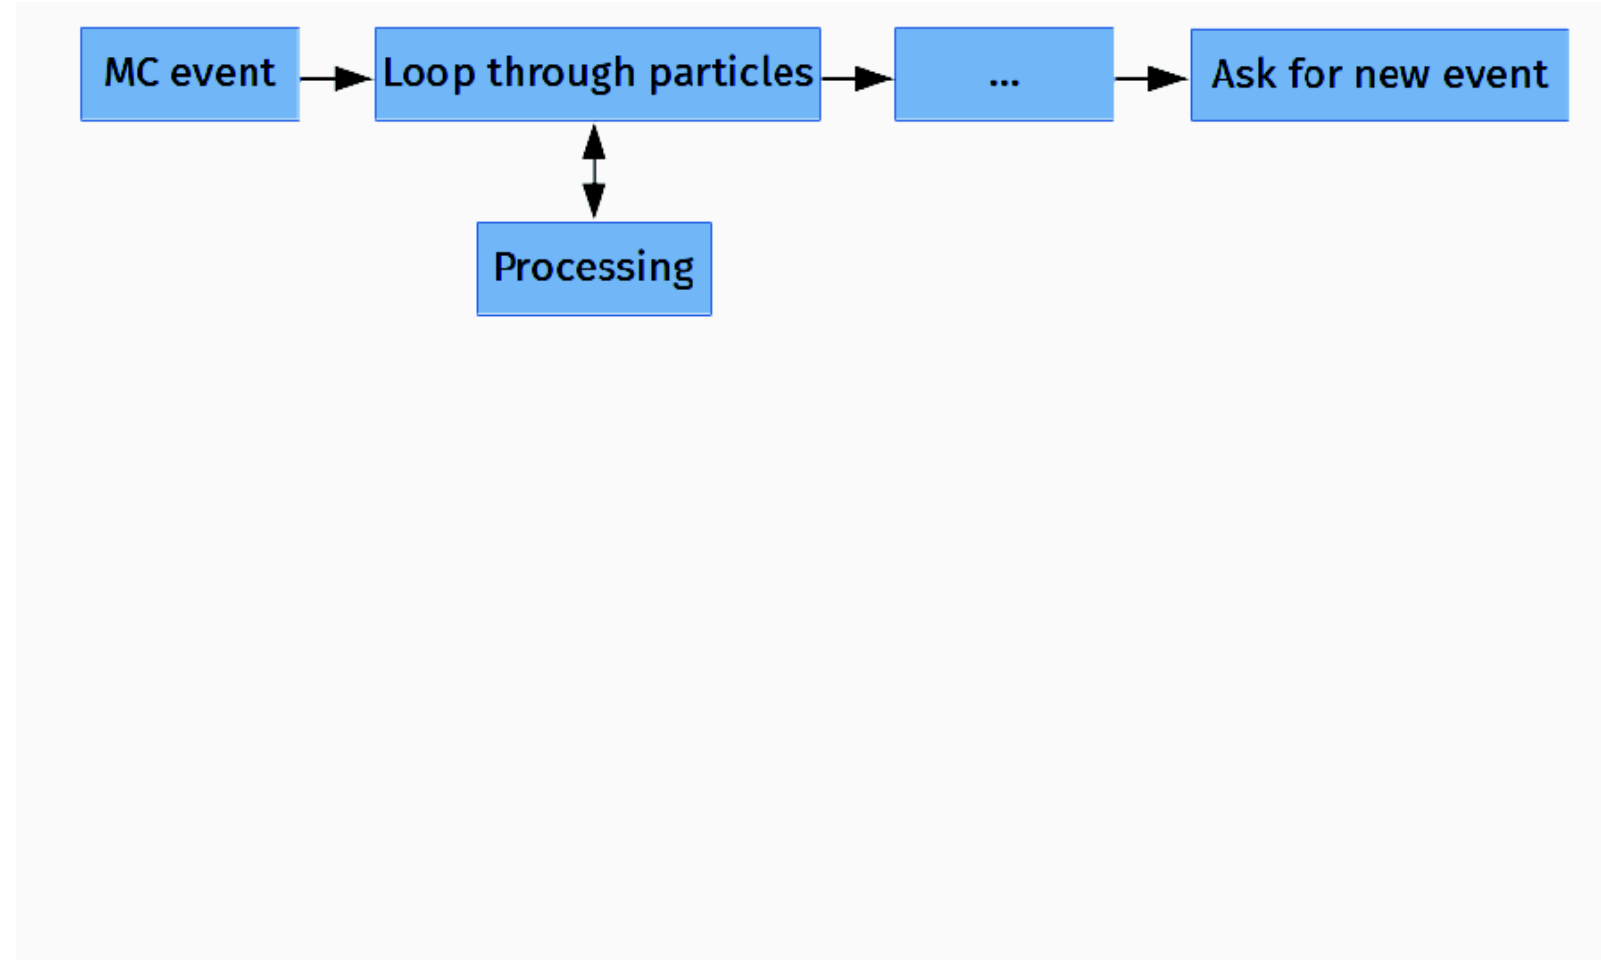 MC event
Loop through particles
...
Ask for new event
Processing